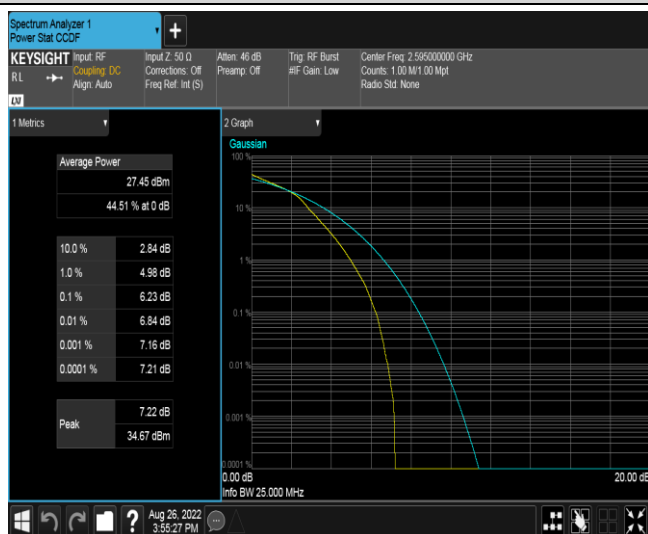 Spectrum Analyzer 1
Power Stat CCDF
+
KEYSIGHT
RL
LXI
Input: RF
Coupling: DC
Align: Auto
Input Z: 50 Ω
Corrections: Off
Freq Ref: Int (S)
Atten: 46 dB
Preamp: Off
Trig: RF Burst
#IF Gain: Low
Center Freq: 2.595000000 GHz
Counts: 1.00 M/1.00 Mpt
Radio Std: None
1 Metrics
Average Power
27.45 dBm
44.51 % at 0 dB
10.0 % 2.84 dB
1.0 % 4.98 dB
0.1 % 6.23 dB
0.01 % 6.84 dB
0.001 % 7.16 dB
0.0001 % 7.21 dB
Peak
7.22 dB
34.67 dBm
2 Graph
Gaussian
100 %
10 %
1 %
0.1 %
0.01 %
0.001 %
0.0001 %
0.00 dB 20.00 dB
Info BW 25.000 MHz
? Aug 26, 2022
3:55:27 PM